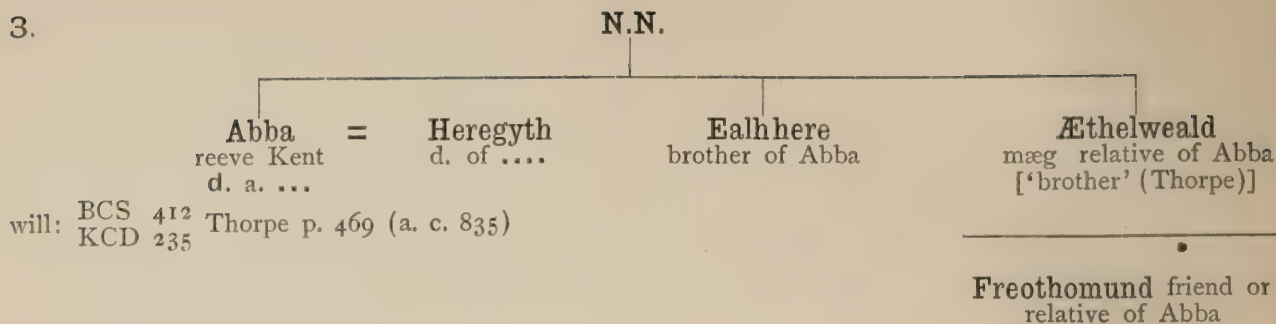 3.
N.N.
Abba = Heregyth Ealhhere Æthelweald
reeve Kent d. of .... brother of Abba mæg relative of Abba
d. a. ... ['brother' (Thorpe)]
will: BCS 412 Thorpe p. 469 (a. c. 835)
KCD 235
Freothomund friend or
relative of Abba